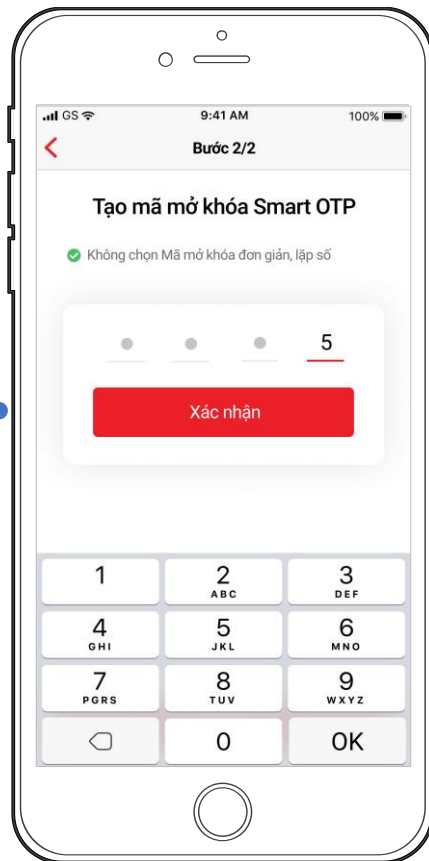 GS 9:41 AM 100%
Bước 2/2
Tạo mã mở khóa Smart OTP
Không chọn Mã mở khóa đơn giản, lặp số
5
Xác nhận
1 2 3
ABC DEF
4 5 6
GHI JKL MNO
7 8 9
PGRS TUV WXYZ
0 OK